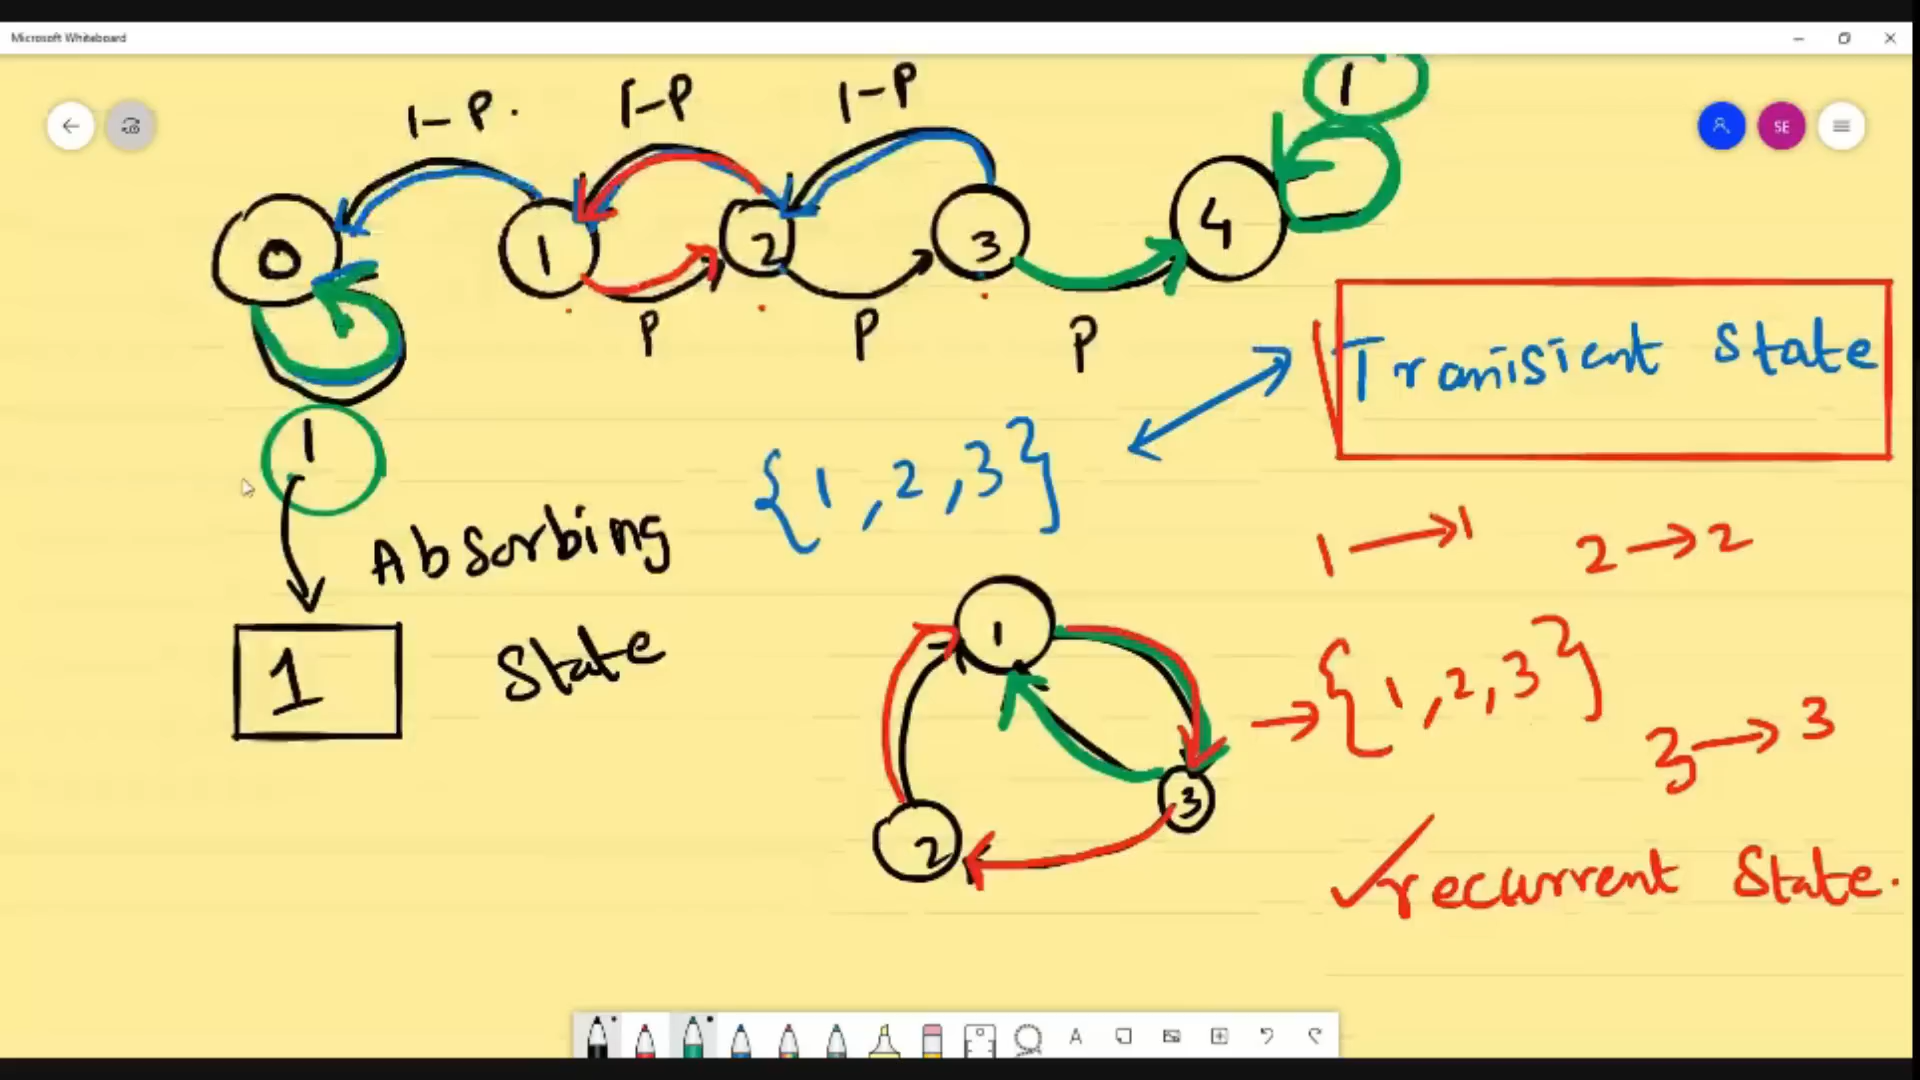 Microsoft Whiteboard
1-P.
1-P
1-P
1
SE
0
1
2
3
4
P
P
P
Tranisient State
1
{1,2,3}
Absorbing
State
1
1→1
2→2
1
{1,2,3}
3→3
3
2
recurrent State.
A